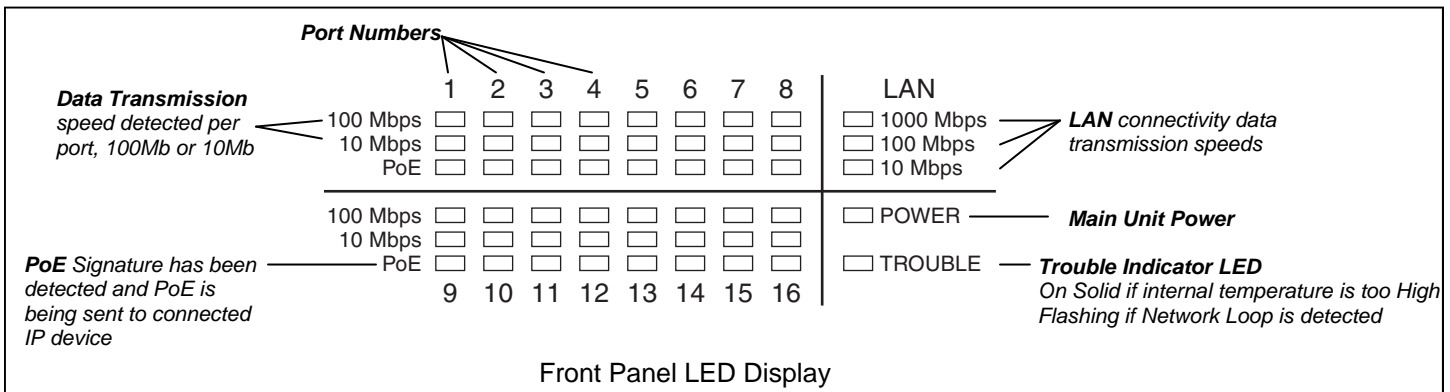 Port Numbers
1 2 3 4 5 6 7 8
Data Transmission
speed detected per
port, 100Mb or 10Mb
100 Mbps
10 Mbps
PoE
LAN
1000 Mbps
100 Mbps
10 Mbps
LAN connectivity data
transmission speeds
100 Mbps
10 Mbps
PoE
9 10 11 12 13 14 15 16
PoE Signature has been
detected and PoE is
being sent to connected
IP device
POWER
Main Unit Power
TROUBLE
Trouble Indicator LED
On Solid if internal temperature is too High
Flashing if Network Loop is detected
Front Panel LED Display